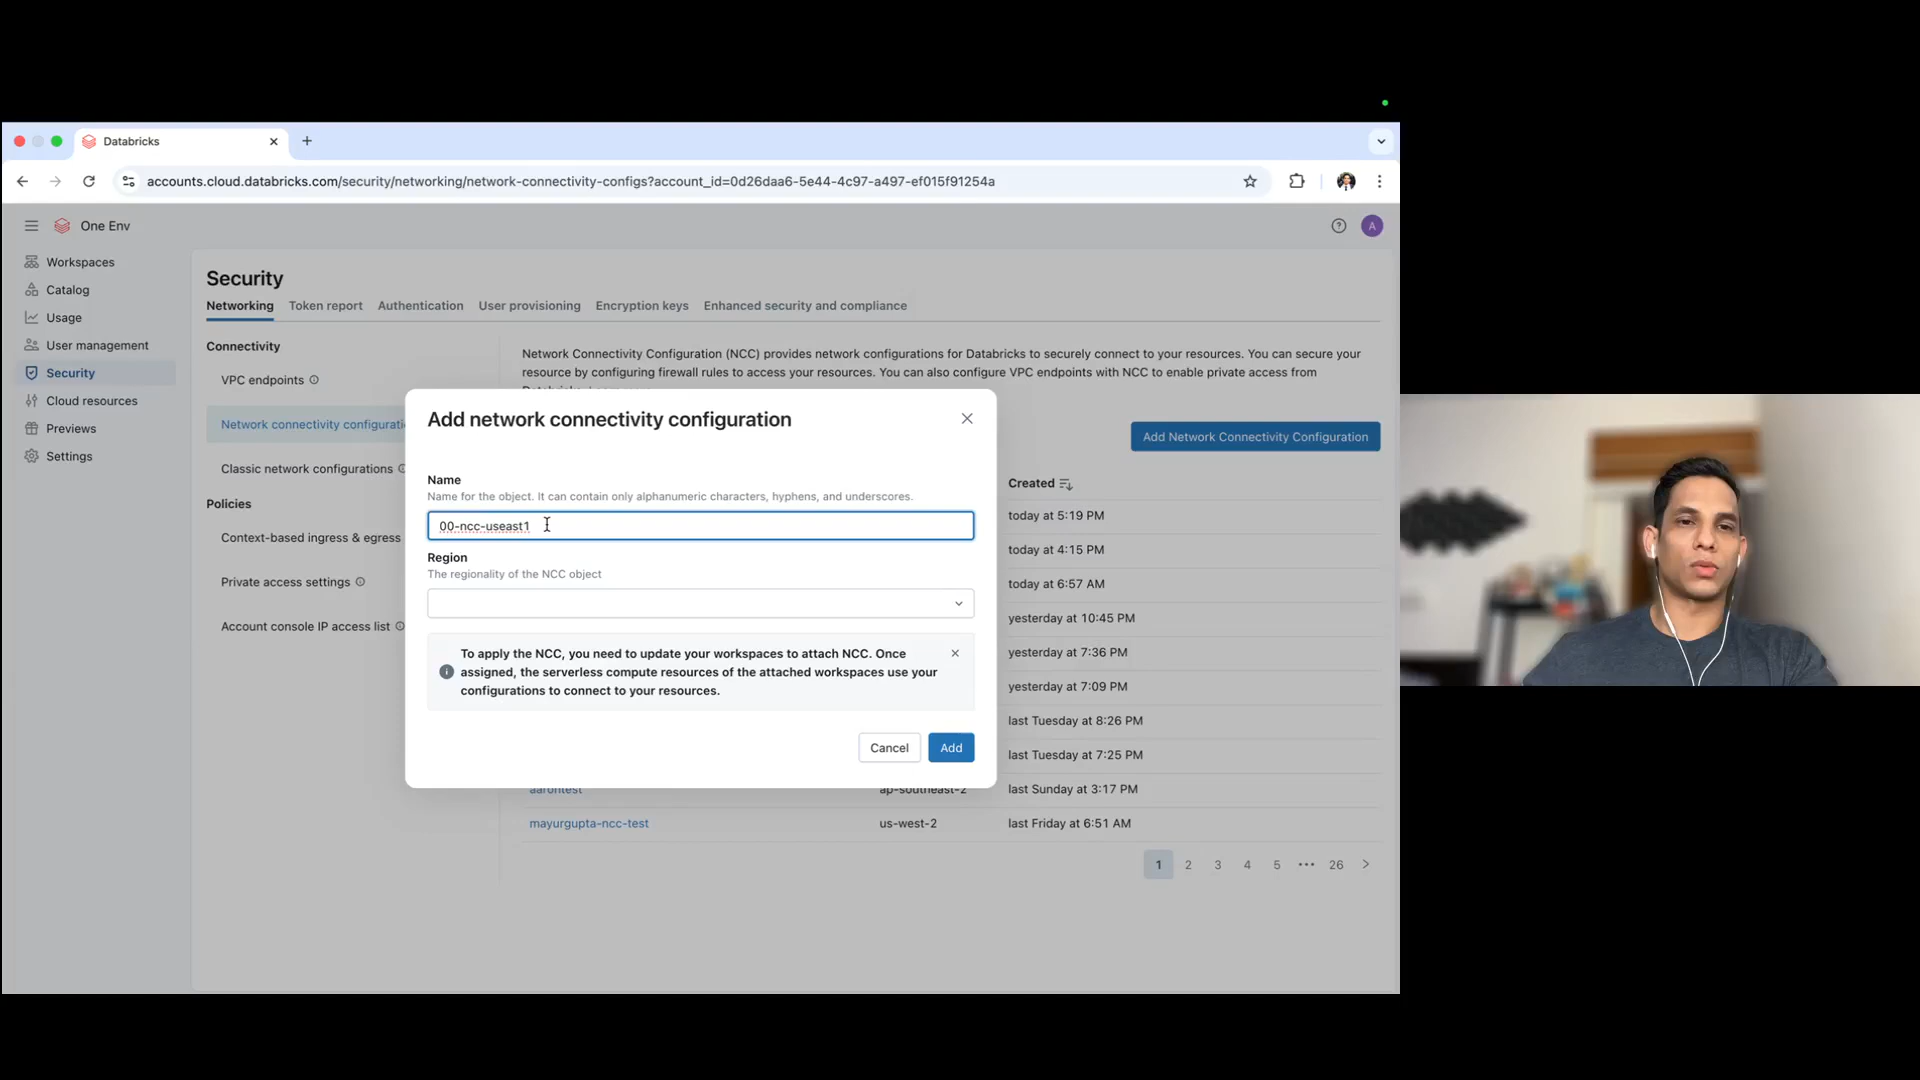 Databricks
accounts.cloud.databricks.com/security/networking/network-connectivity-configs?account_id=0d26daa6-5e44-4c97-a497-ef015f91254a
One Env
A
Workspaces
Catalog
Usage
User management
Security
Cloud resources
Previews
Settings
Security
Networking Token report Authentication User provisioning Encryption keys Enhanced security and compliance
Connectivity
VPC endpoints
Network connectivity configurati
Classic network configurations
Policies
Context-based ingress & egress
Private access settings
Account console IP access list
Network Connectivity Configuration (NCC) provides network configurations for Databricks to securely connect to your resources. You can secure your
resource by configuring firewall rules to access your resources. You can also configure VPC endpoints with NCC to enable private access from
Add Network Connectivity Configuration
Add network connectivity configuration
Name
Name for the object. It can contain only alphanumeric characters, hyphens, and underscores.
00-ncc-useast1
Region
The regionality of the NCC object
To apply the NCC, you need to update your workspaces to attach NCC. Once
assigned, the serverless compute resources of the attached workspaces use your
configurations to connect to your resources.
Cancel Add
Created
today at 5:19 PM
today at 4:15 PM
today at 6:57 AM
yesterday at 10:45 PM
yesterday at 7:36 PM
yesterday at 7:09 PM
last Tuesday at 8:26 PM
last Tuesday at 7:25 PM
aarontest ap-southeast-2 last Sunday at 3:17 PM
mayurgupta-ncc-test us-west-2 last Friday at 6:51 AM
1 2 3 4 5 ••• 26